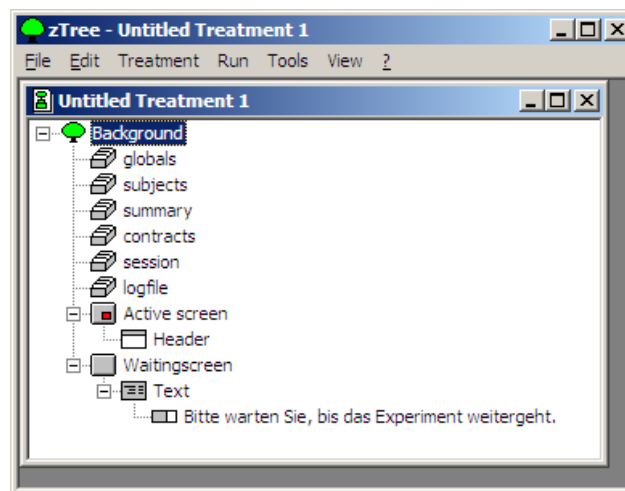 zTree - Untitled Treatment 1
File Edit Treatment Run Tools View ?
Untitled Treatment 1
Background
globals
subjects
summary
contracts
session
logfile
Active screen
Header
Waitingscreen
Text
Bitte warten Sie, bis das Experiment weitergeht.